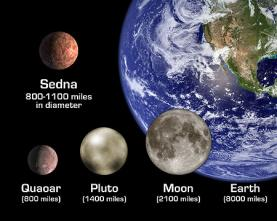 Sedna
800-1100 miles
in diameter
Quaoar Pluto Moon Earth
(800 miles) (1400 miles) (2100 miles) (8000 miles)